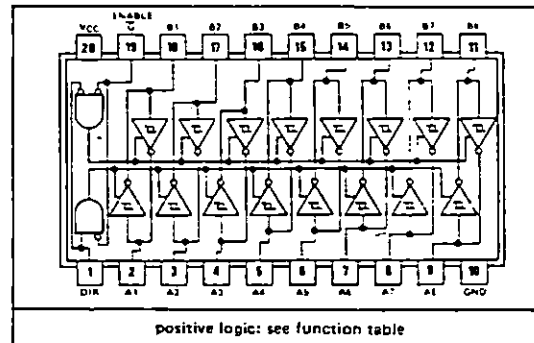 ENABLE
VCC G B1 B2 B3 B4 B5 B6 B7 B8
20 19 18 17 16 15 14 13 12 11
1 2 3 4 5 6 7 8 9 10
DIR A1 A2 A3 A4 A5 A6 A7 A8 GND
positive logic: see function table